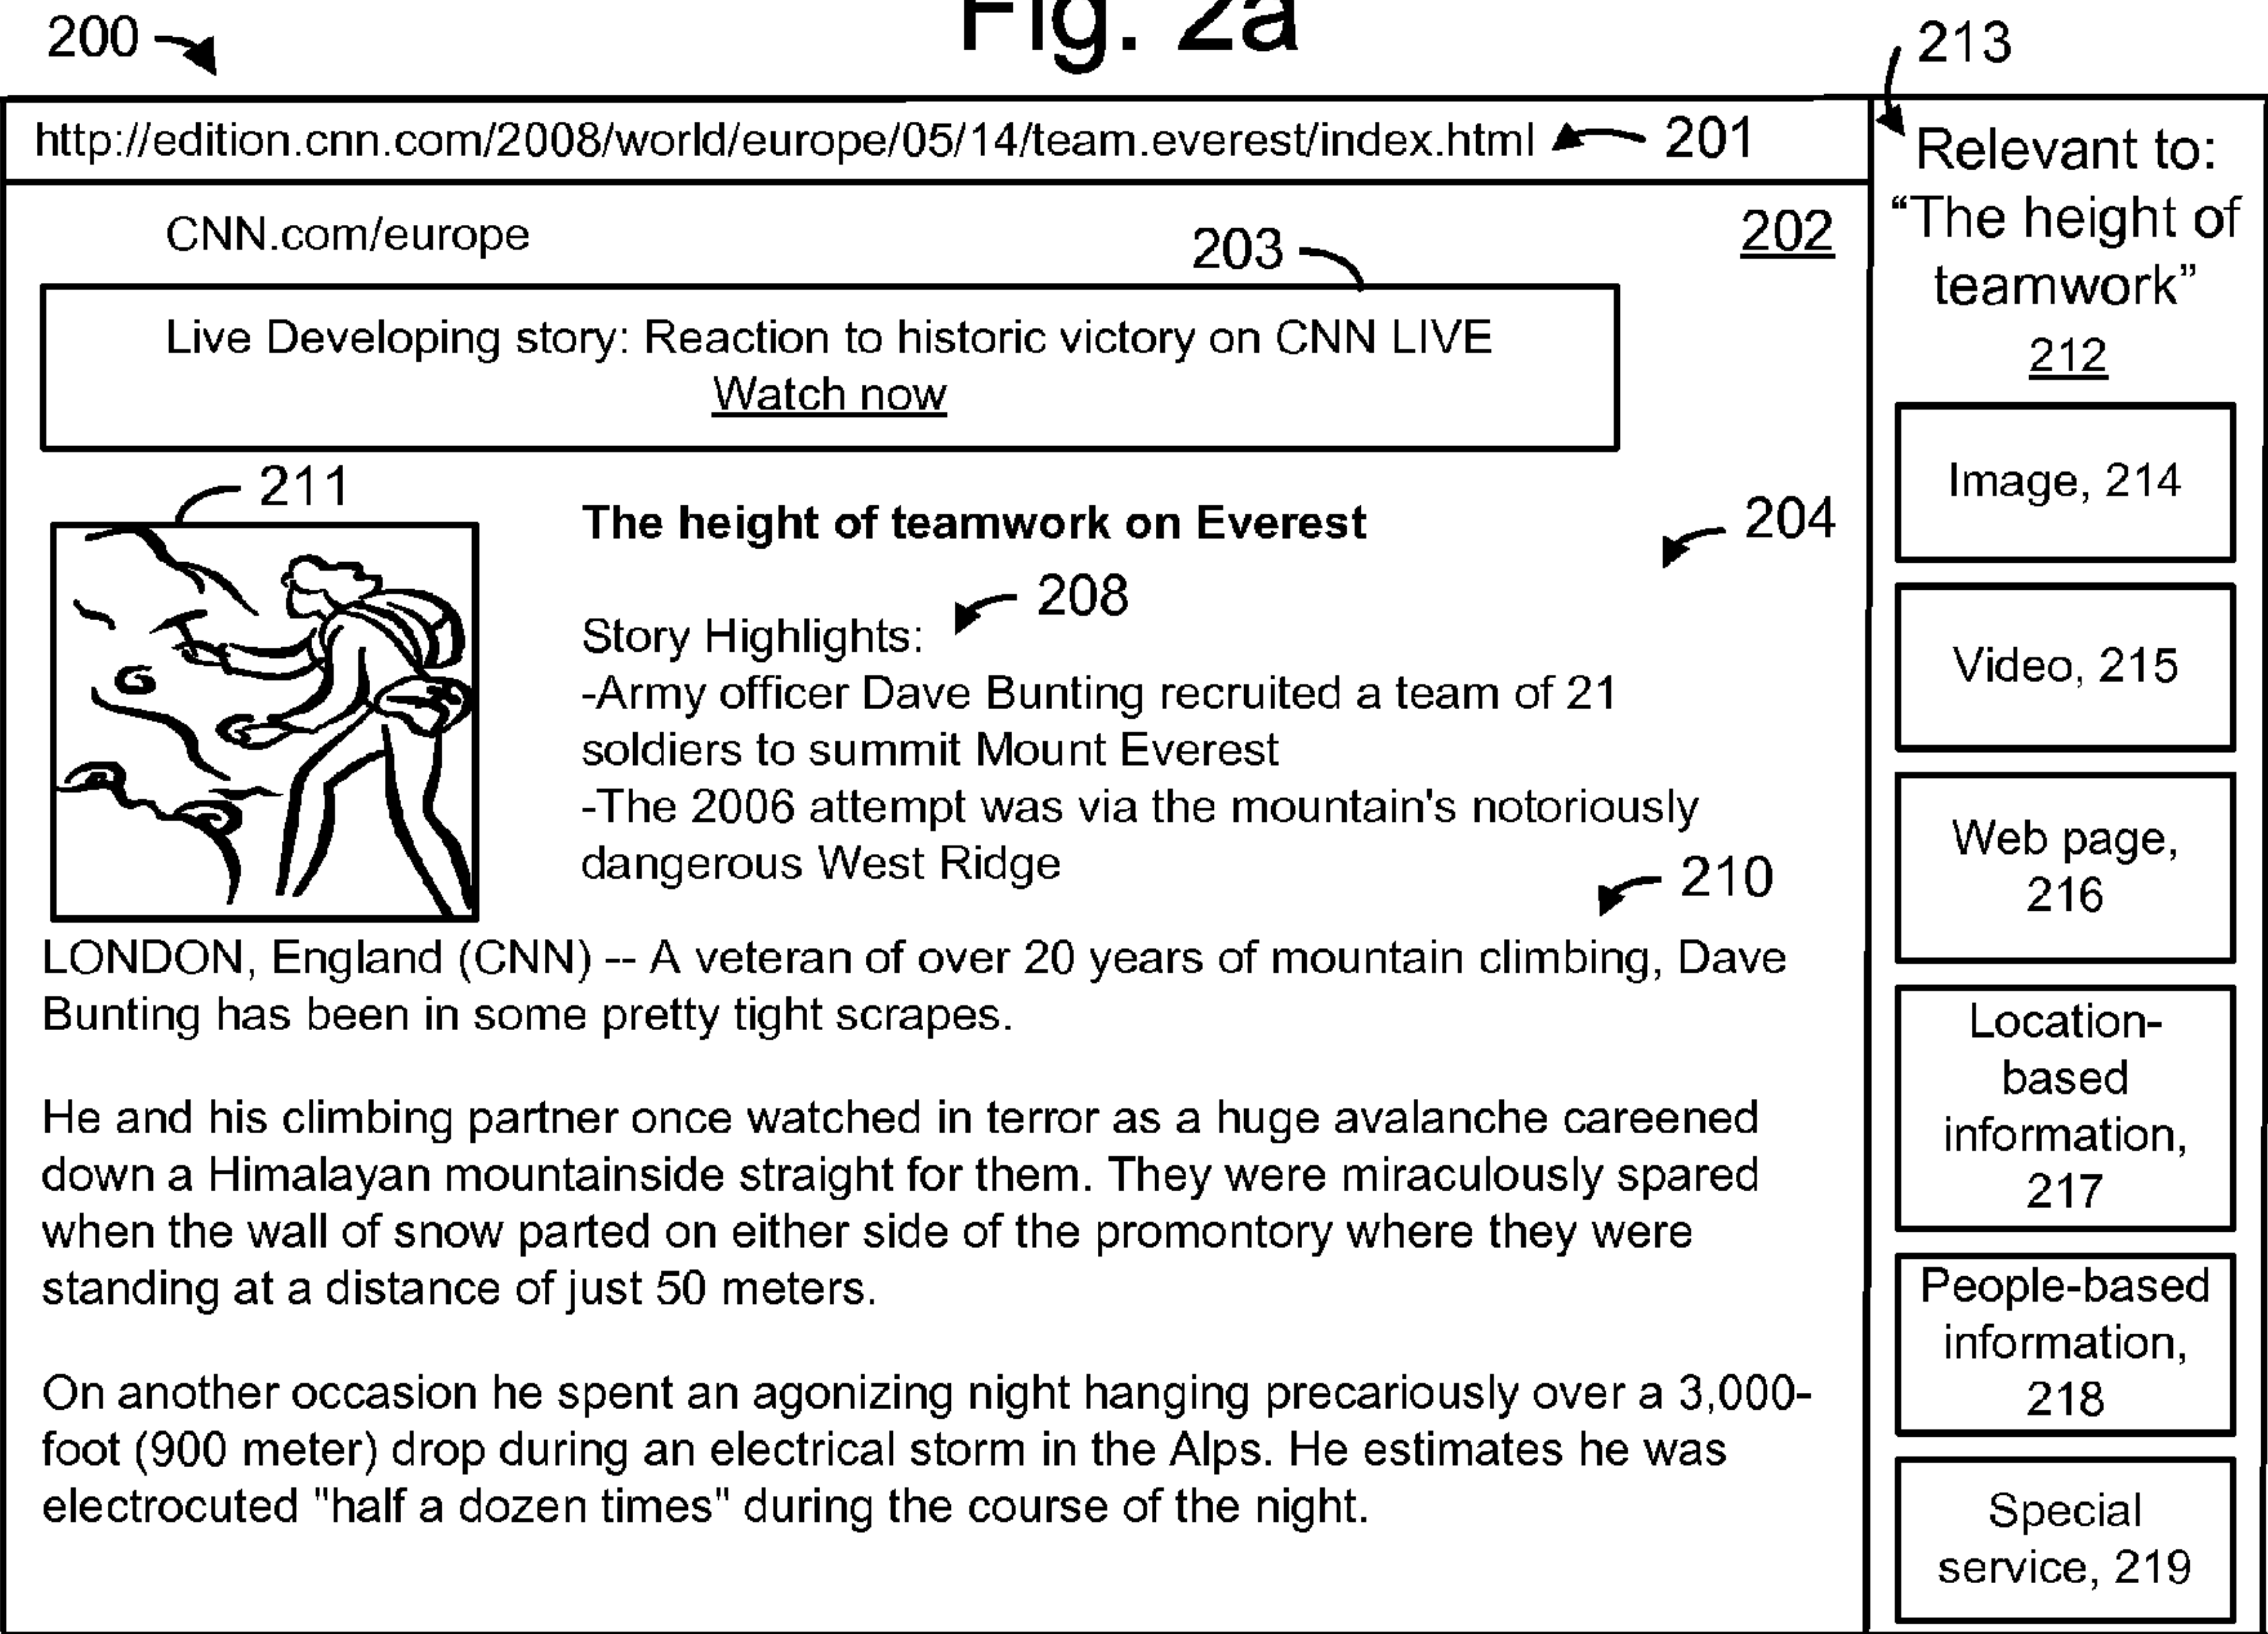 Fig. 2a
200
213
http://edition.cnn.com/2008/world/europe/05/14/team.everest/index.html
201
CNN.com/europe
203
202
Live Developing story: Reaction to historic victory on CNN LIVE
Watch now
211
The height of teamwork on Everest
204
208
Story Highlights:
-Army officer Dave Bunting recruited a team of 21
soldiers to summit Mount Everest
-The 2006 attempt was via the mountain's notoriously
dangerous West Ridge
210
LONDON, England (CNN) -- A veteran of over 20 years of mountain climbing, Dave
Bunting has been in some pretty tight scrapes.
He and his climbing partner once watched in terror as a huge avalanche careened
down a Himalayan mountainside straight for them. They were miraculously spared
when the wall of snow parted on either side of the promontory where they were
standing at a distance of just 50 meters.
On another occasion he spent an agonizing night hanging precariously over a 3,000-
foot (900 meter) drop during an electrical storm in the Alps. He estimates he was
electrocuted "half a dozen times" during the course of the night.
Relevant to:
“The height of
teamwork”
212
Image, 214
Video, 215
Web page,
216
Location-
based
information,
217
People-based
information,
218
Special
service, 219